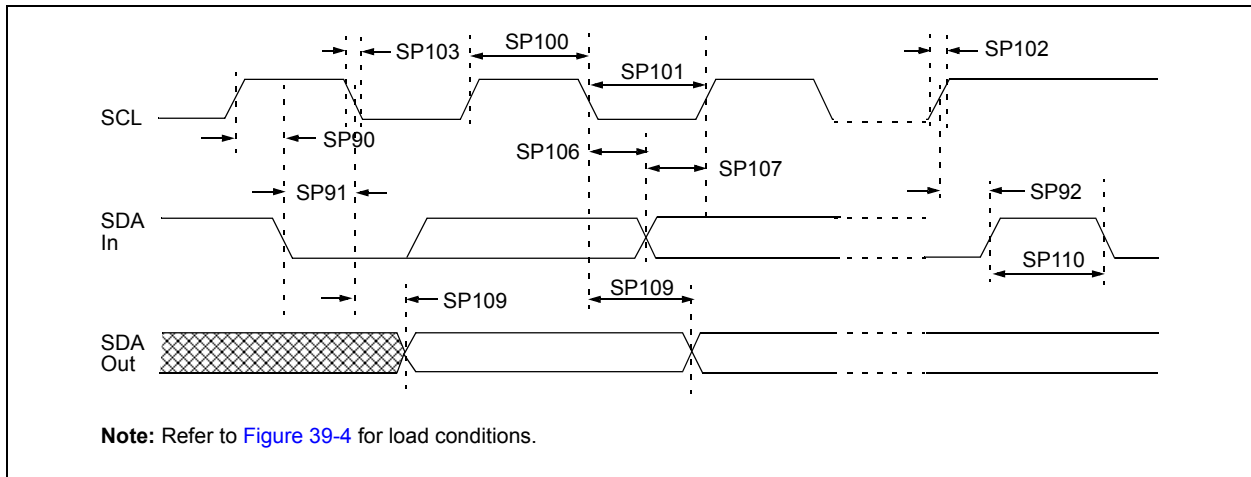 SP103
SP100
SP102
SP101
SCL
SP90
SP106
SP107
SP91
SP92
SDA
In
SP110
SP109
SP109
SDA
Out
Note: Refer to Figure 39-4 for load conditions.